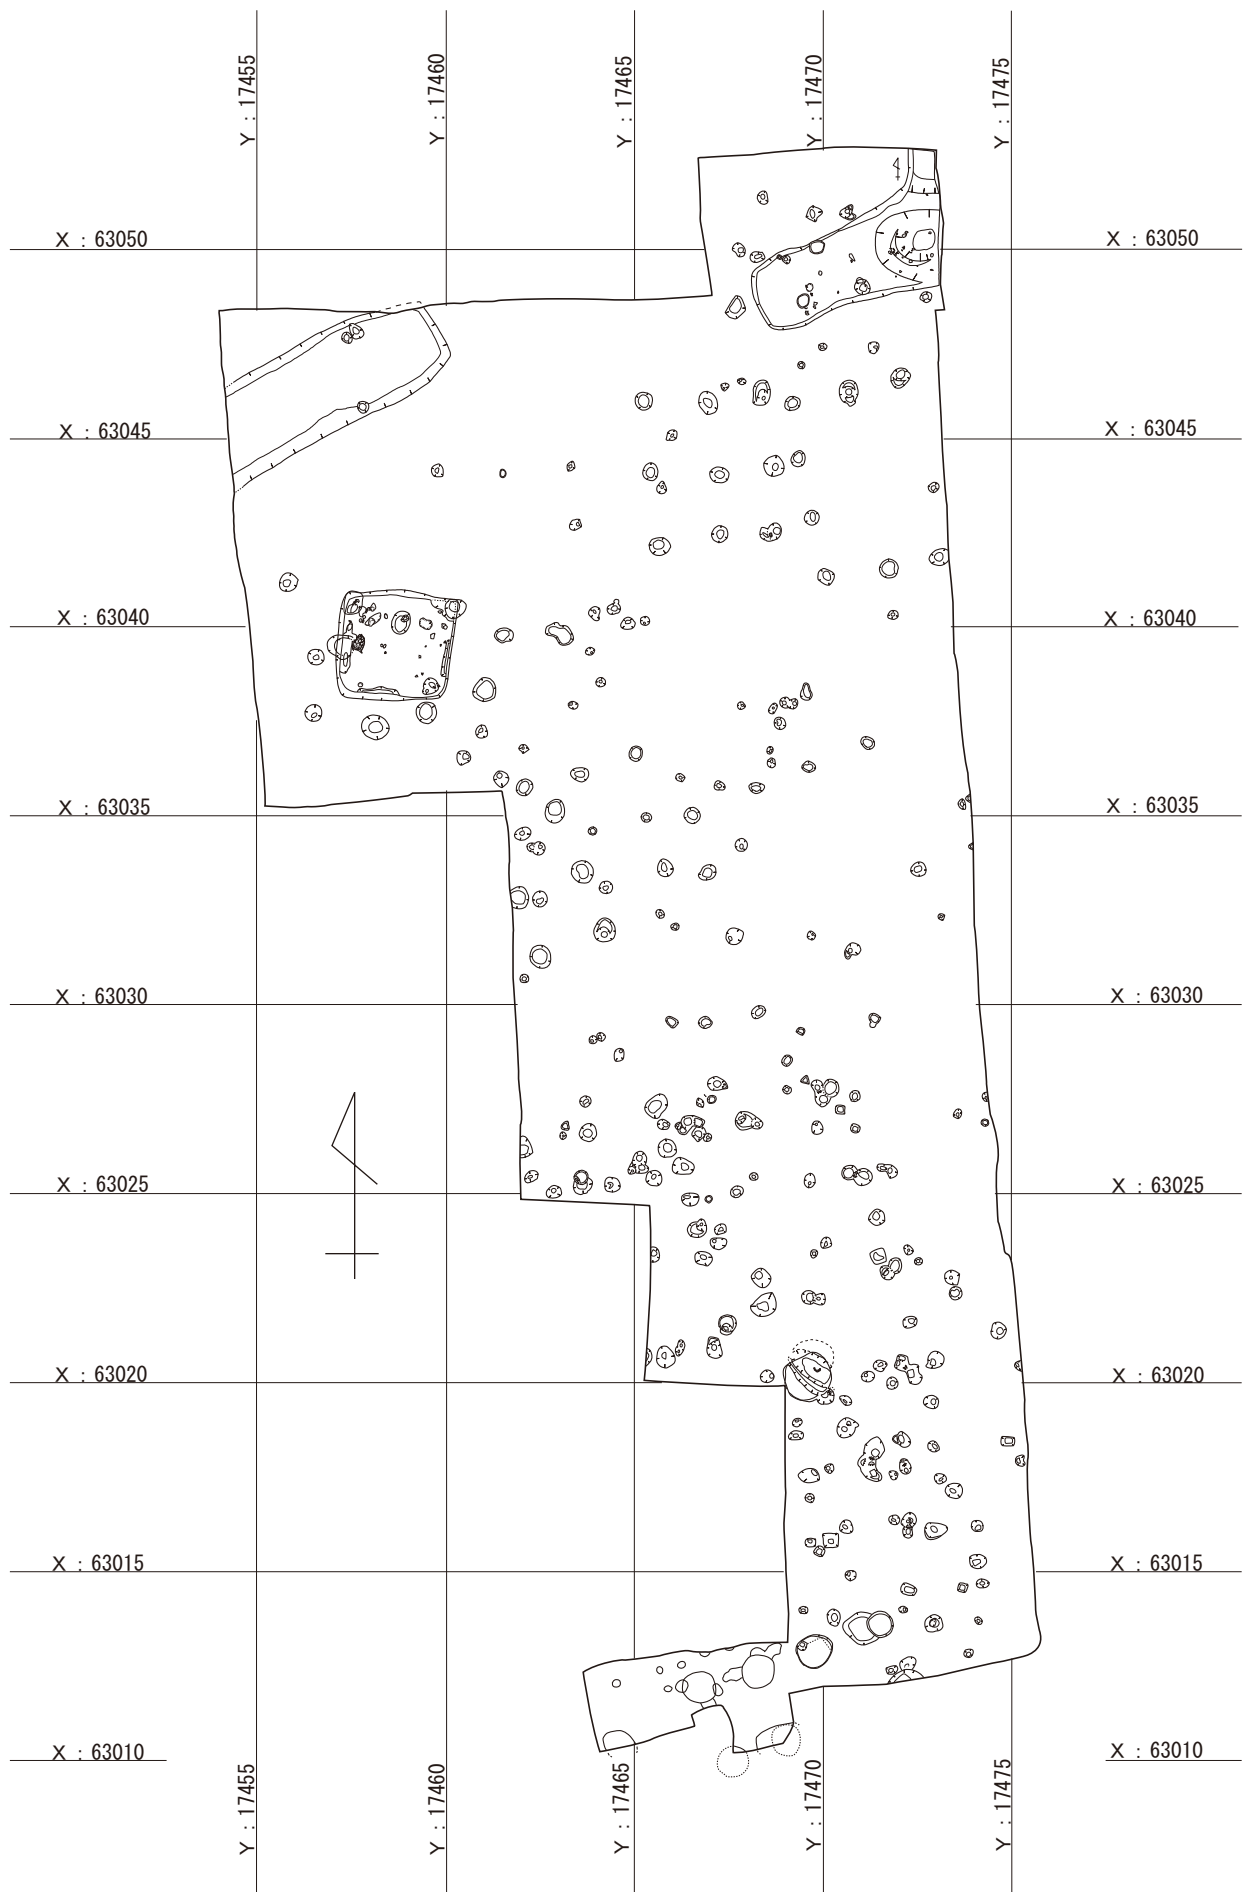 Y : 17455
Y : 17460
Y : 17465
Y : 17470
Y : 17475
X : 63050
X : 63050
X : 63045
X : 63045
X : 63040
X : 63040
X : 63035
X : 63035
X : 63030
X : 63030
X : 63025
X : 63025
X : 63020
X : 63020
X : 63015
X : 63015
X : 63010
X : 63010
Y : 17455
Y : 17460
Y : 17465
Y : 17470
Y : 17475